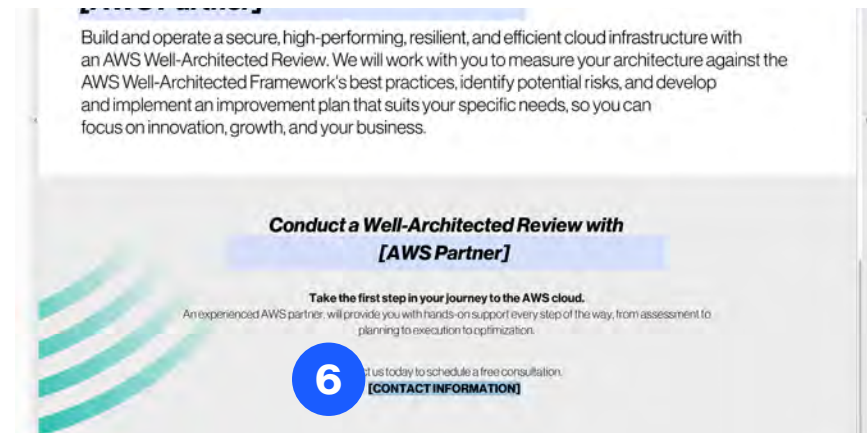 Build and operate a secure, high-performing, resilient, and efficient cloud infrastructure with
an AWS Well-Architected Review. We will work with you to measure your architecture against the
AWS Well-Architected Framework's best practices, identify potential risks, and develop
and implement an improvement plan that suits your specific needs, so you can
focus on innovation, growth, and your business.
Conduct a Well-Architected Review with
[AWS Partner]
Take the first step in your journey to the AWS cloud.
An experienced AWS partner, will provide you with hands-on support every step of the way, from assessment to
planning to execution to optimization.
6
us today to schedule a free consultation.
[CONTACT INFORMATION]